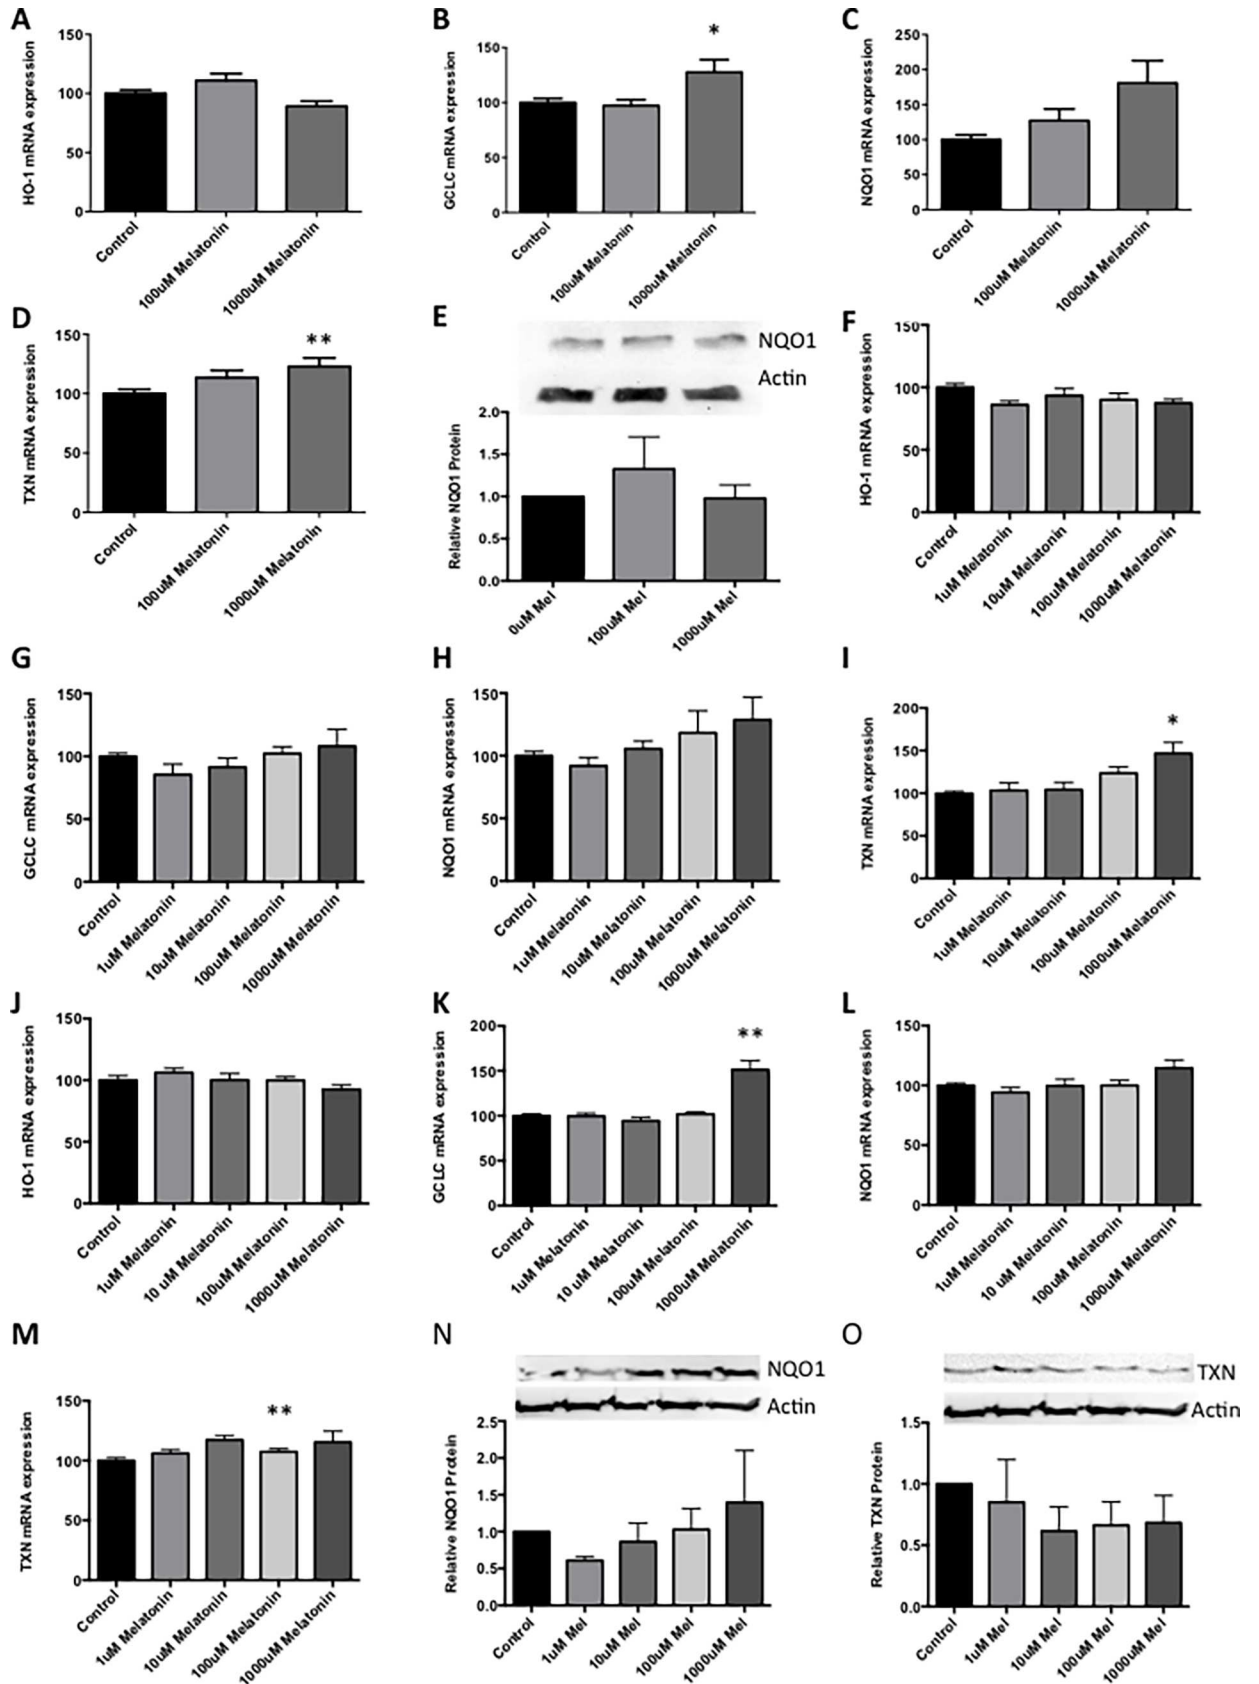 A
HO-1 mRNA expression
150
100
50
0
Control
100uM Melatonin
1000uM Melatonin
B
GCLC mRNA expression
150
100
50
0
*
Control
100uM Melatonin
1000uM Melatonin
C
NQO1 mRNA expression
250
200
150
100
50
0
Control
100uM Melatonin
1000uM Melatonin
D
TXN mRNA expression
150
100
50
0
**
Control
100uM Melatonin
1000uM Melatonin
E
NQO1
Actin
Relative NQO1 Protein
2.0
1.5
1.0
0.5
0.0
0uM Mel
100uM Mel
1000uM Mel
F
HO-1 mRNA expression
150
100
50
0
Control
1uM Melatonin
10uM Melatonin
100uM Melatonin
1000uM Melatonin
G
GCLC mRNA expression
150
100
50
0
Control
1uM Melatonin
10uM Melatonin
100uM Melatonin
1000uM Melatonin
H
NQO1 mRNA expression
150
100
50
0
Control
1uM Melatonin
10uM Melatonin
100uM Melatonin
1000uM Melatonin
I
TXN mRNA expression
200
150
100
50
0
*
Control
1uM Melatonin
10uM Melatonin
100uM Melatonin
1000uM Melatonin
J
HO-1 mRNA expression
150
100
50
0
Control
1uM Melatonin
10 uM Melatonin
100uM Melatonin
1000uM Melatonin
K
GCLC mRNA expression
200
150
100
50
0
**
Control
1uM Melatonin
10 uM Melatonin
100uM Melatonin
1000uM Melatonin
L
NQO1 mRNA expression
150
100
50
0
Control
1uM Melatonin
10 uM Melatonin
100uM Melatonin
1000uM Melatonin
M
TXN mRNA expression
150
100
50
0
**
Control
1uM Melatonin
10uM Melatonin
100uM Melatonin
1000uM Melatonin
N
NQO1
Actin
Relative NQO1 Protein
2.5
2.0
1.5
1.0
0.5
0.0
Control
1uM Mel
10uM Mel
100uM Mel
1000uM Mel
O
TXN
Actin
Relative TXN Protein
1.5
1.0
0.5
0.0
Control
1uM Mel
10uM Mel
100uM Mel
1000uM Mel